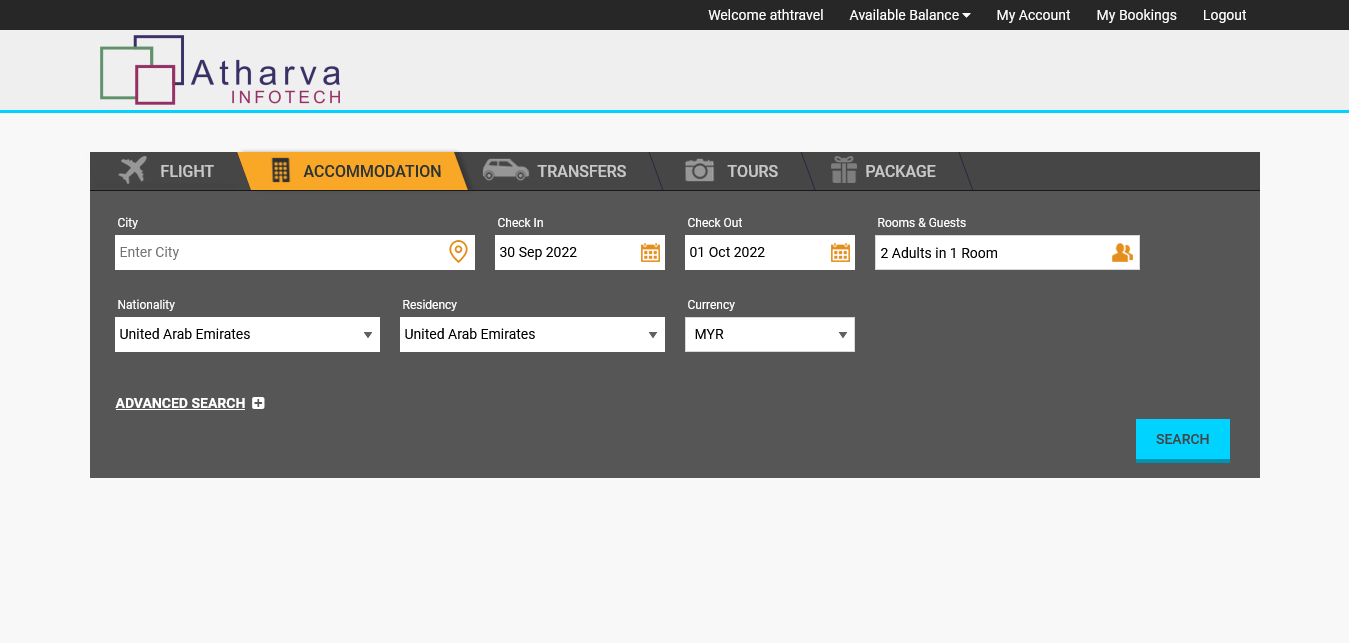 Welcome athtravel Available Balance My Account My Bookings Logout
Atharva
INFOTECH
FLIGHT ACCOMMODATION TRANSFERS TOURS PACKAGE
City Check In Check Out Rooms & Guests
Enter City 30 Sep 2022 01 Oct 2022 2 Adults in 1 Room
Nationality Residency Currency
United Arab Emirates United Arab Emirates MYR
ADVANCED SEARCH
SEARCH